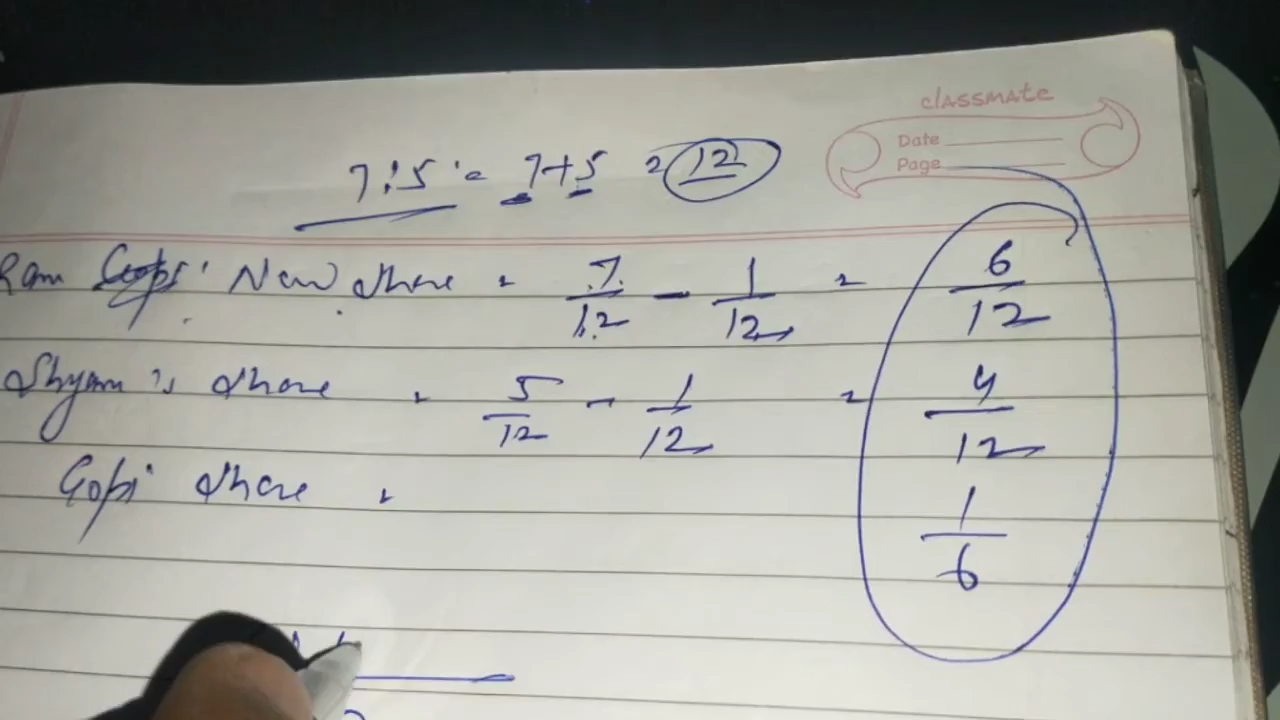 classmate
Date
Page
7:5 = 7+5 = 12
Ram New share = 7/12 - 1/12 = 6/12
Shyam's share = 5/12 - 1/12 = 4/12
Gopi share =
1/6